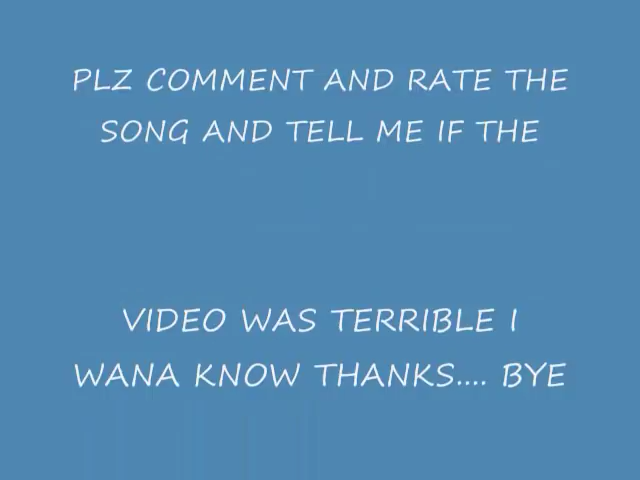 PLZ COMMENT AND RATE THE
SONG AND TELL ME IF THE
VIDEO WAS TERRIBLE I
WANA KNOW THANKS.... BYE